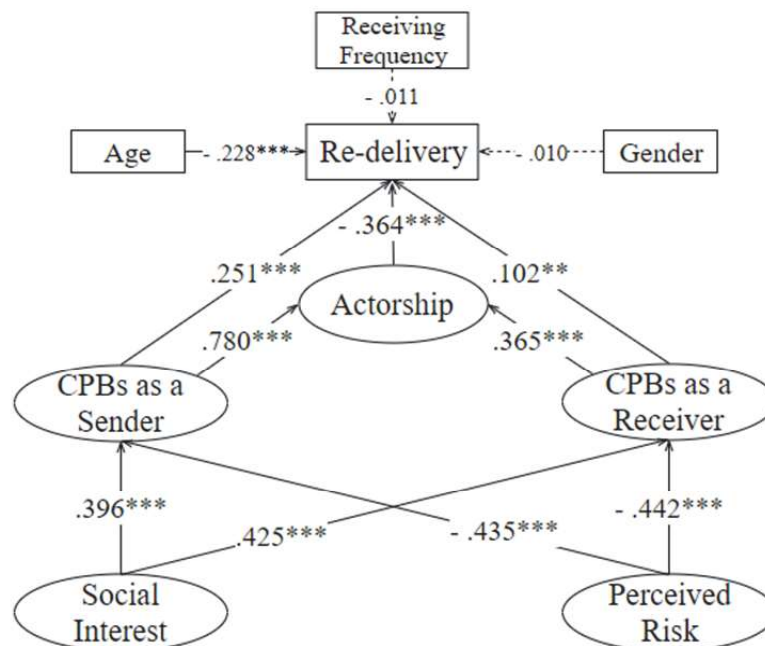 Receiving
Frequency
- .011
Age
- .228***
Re-delivery
- .010
Gender
- .364***
.251***
.102**
Actorship
.780***
.365***
CPBs as a
Sender
CPBs as a
Receiver
.396***
.425***
- .435***
- .442***
Social
Interest
Perceived
Risk